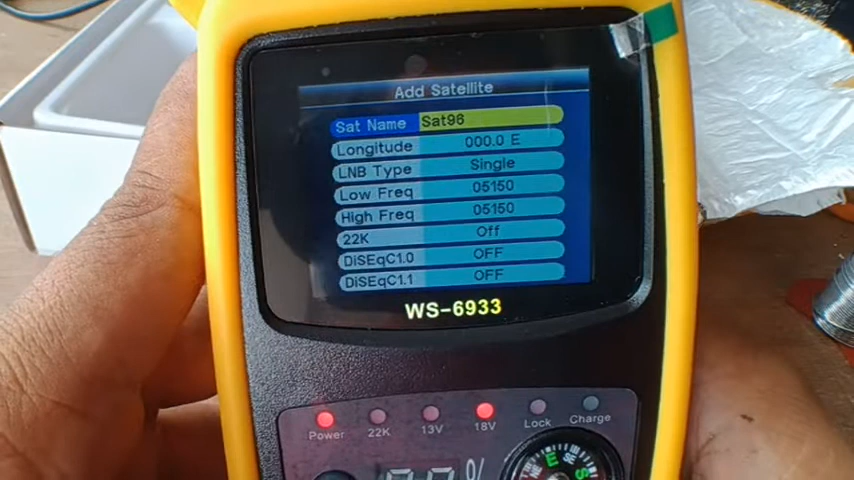 Add Satellite
Sat Name Sat96
Longitude 000.0 E
LNB Type Single
Low Freq 05150
High Freq 05150
22K Off
DiSEqC1.0 OFF
DiSEqC1.1 OFF
WS-6933
Power 22K 13V 18V Lock Charge
%
E
S